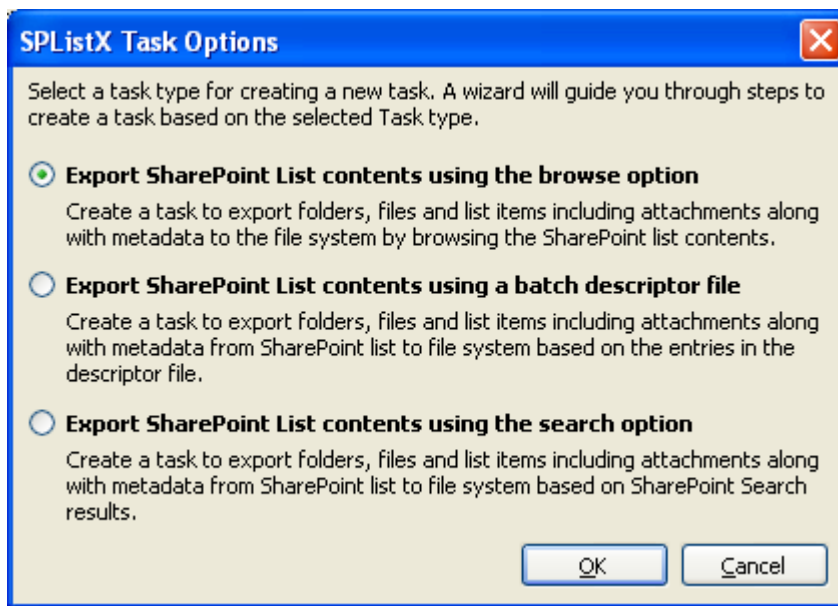 SPListX Task Options
Select a task type for creating a new task. A wizard will guide you through steps to
create a task based on the selected Task type.
Export SharePoint List contents using the browse option
Create a task to export folders, files and list items including attachments along
with metadata to the file system by browsing the SharePoint list contents.
Export SharePoint List contents using a batch descriptor file
Create a task to export folders, files and list items including attachments along
with metadata from SharePoint list to file system based on the entries in the
descriptor file.
Export SharePoint List contents using the search option
Create a task to export folders, files and list items including attachments along
with metadata from SharePoint list to file system based on SharePoint Search
results.
OK Cancel